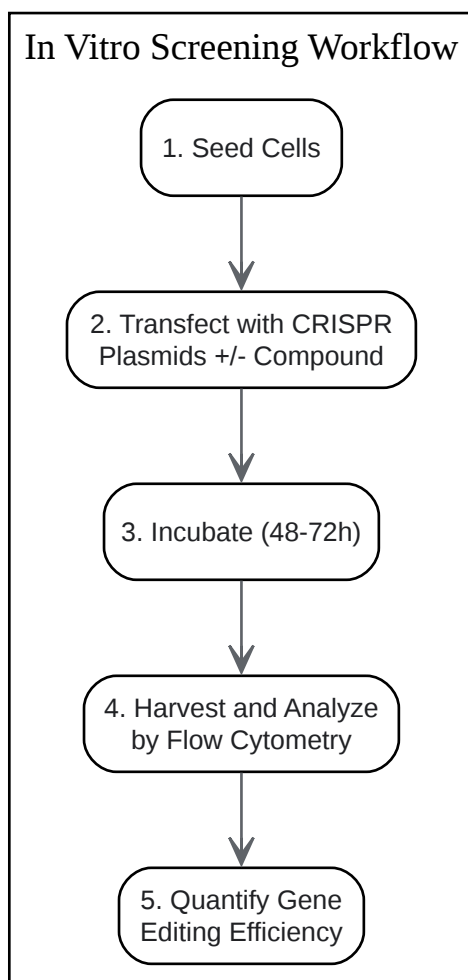 In Vitro Screening Workflow
1. Seed Cells
2. Transfect with CRISPR
Plasmids +/- Compound
3. Incubate (48-72h)
4. Harvest and Analyze
by Flow Cytometry
5. Quantify Gene
Editing Efficiency